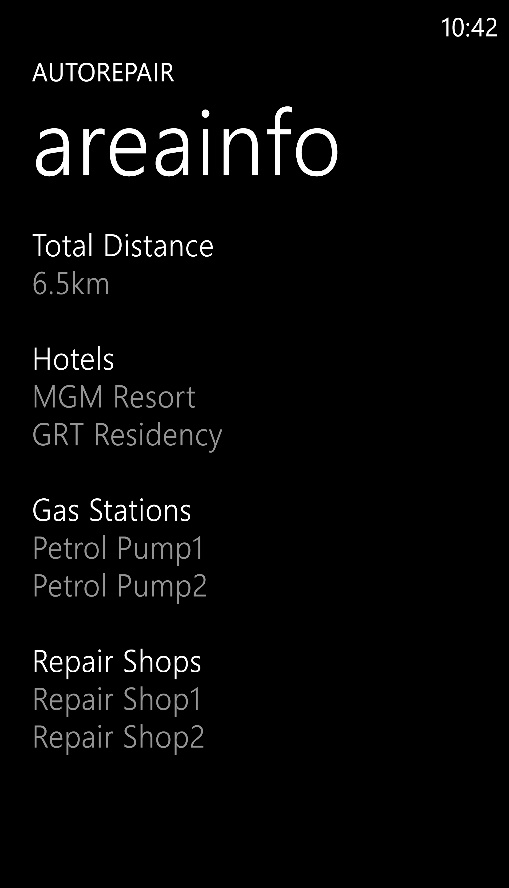 10:42
AUTOREPAIR
areainfo
Total Distance
6.5km
Hotels
MGM Resort
GRT Residency
Gas Stations
Petrol Pump1
Petrol Pump2
Repair Shops
Repair Shop1
Repair Shop2